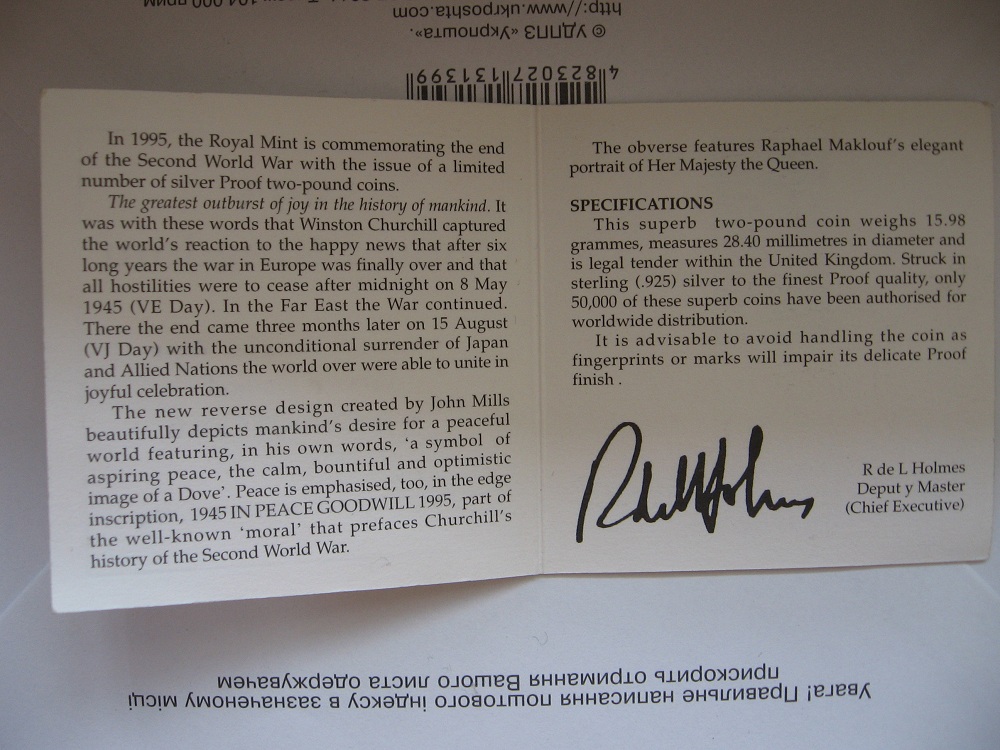 In 1995, the Royal Mint is commemorating the end
of the Second World War with the issue of a limited
number of silver Proof two-pound coins.
The greatest outburst of joy in the history of mankind. It
was with these words that Winston Churchill captured
the world's reaction to the happy news that after six
long years the war in Europe was finally over and that
all hostilities were to cease after midnight on 8 May
1945 (VE Day). In the Far East the War continued.
There the end came three months later on 15 August
(VJ Day) with the unconditional surrender of Japan
and Allied Nations the world over were able to unite in
joyful celebration.
The new reverse design created by John Mills
beautifully depicts mankind's desire for a peaceful
world featuring, in his own words, 'a symbol of
aspiring peace, the calm, bountiful and optimistic
image of a Dove'. Peace is emphasised, too, in the edge
inscription, 1945 IN PEACE GOODWILL 1995, part of
the well-known 'moral' that prefaces Churchill's
history of the Second World War.
The obverse features Raphael Maklouf's elegant
portrait of Her Majesty the Queen.
SPECIFICATIONS
This superb two-pound coin weighs 15.98
grammes, measures 28.40 millimetres in diameter and
is legal tender within the United Kingdom. Struck in
sterling (.925) silver to the finest Proof quality, only
50,000 of these superb coins have been authorised for
worldwide distribution.
It is advisable to avoid handling the coin as
fingerprints or marks will impair its delicate Proof
finish .
R de L Holmes
Deput y Master
(Chief Executive)
Увага! Правильне написання поштового індексу в зазначеному місці
прискорить отримання Вашого листа одержувачем
4 823027 131399
© УДППЗ «Укрпошта».
http://www.ukrposhta.com